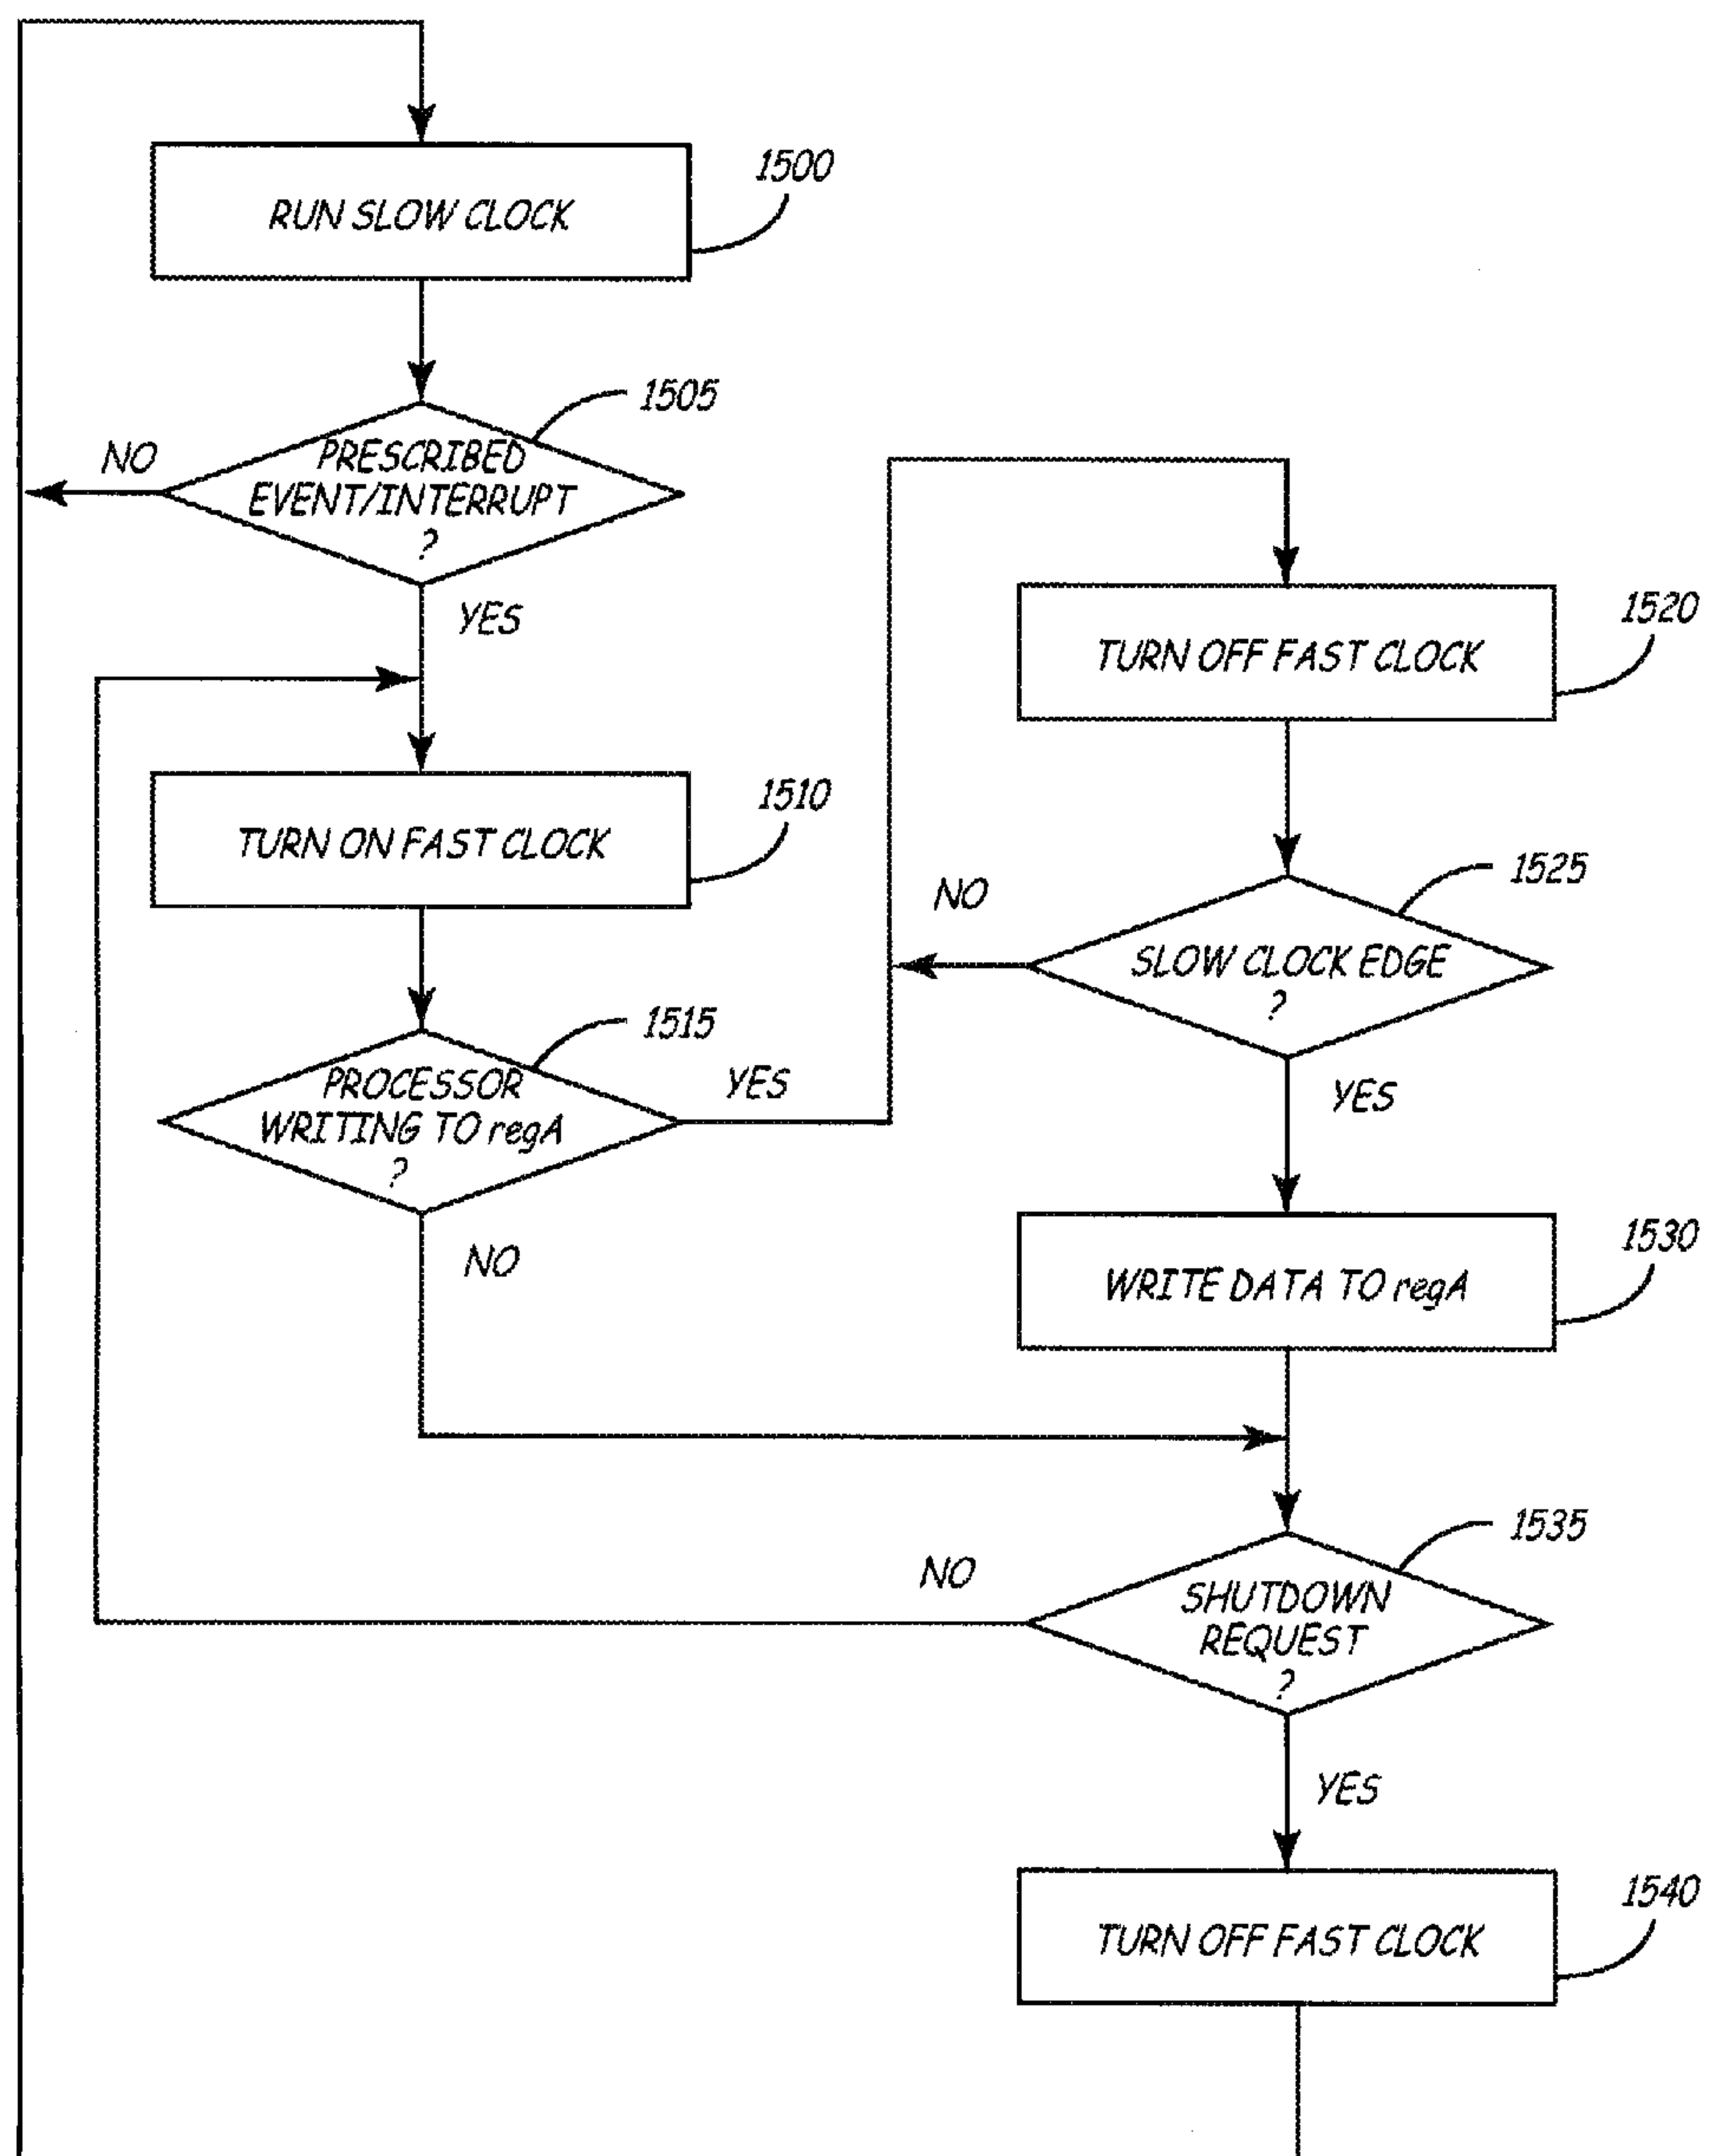 1500
RUN SLOW CLOCK
1505
NO
PRESCRIBED
EVENT/INTERRUPT
?
YES
1510
TURN ON FAST CLOCK
1515
PROCESSOR
WRITING TO regA
?
YES
NO
1520
TURN OFF FAST CLOCK
1525
NO
SLOW CLOCK EDGE
?
YES
1530
WRITE DATA TO regA
1535
NO
SHUTDOWN
REQUEST
?
YES
1540
TURN OFF FAST CLOCK